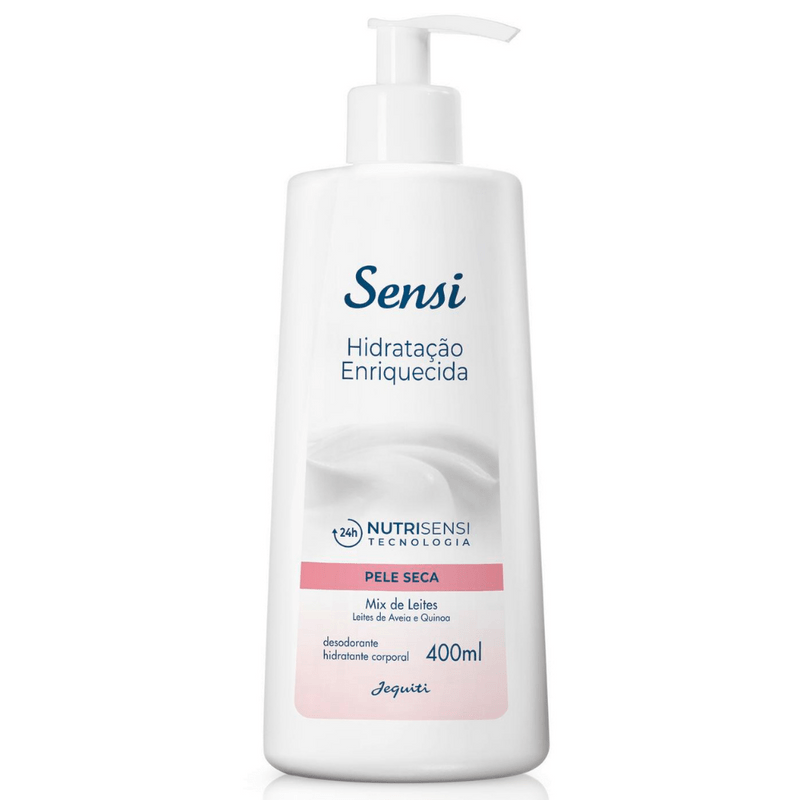 Sensi
Hidratação
Enriquecida
24h NUTRISENSI
TECNOLOGIA
PELE SECA
Mix de Leites
Leites de Aveia e Quinoa
desodorante
hidratante corporal 400ml
Jequiti